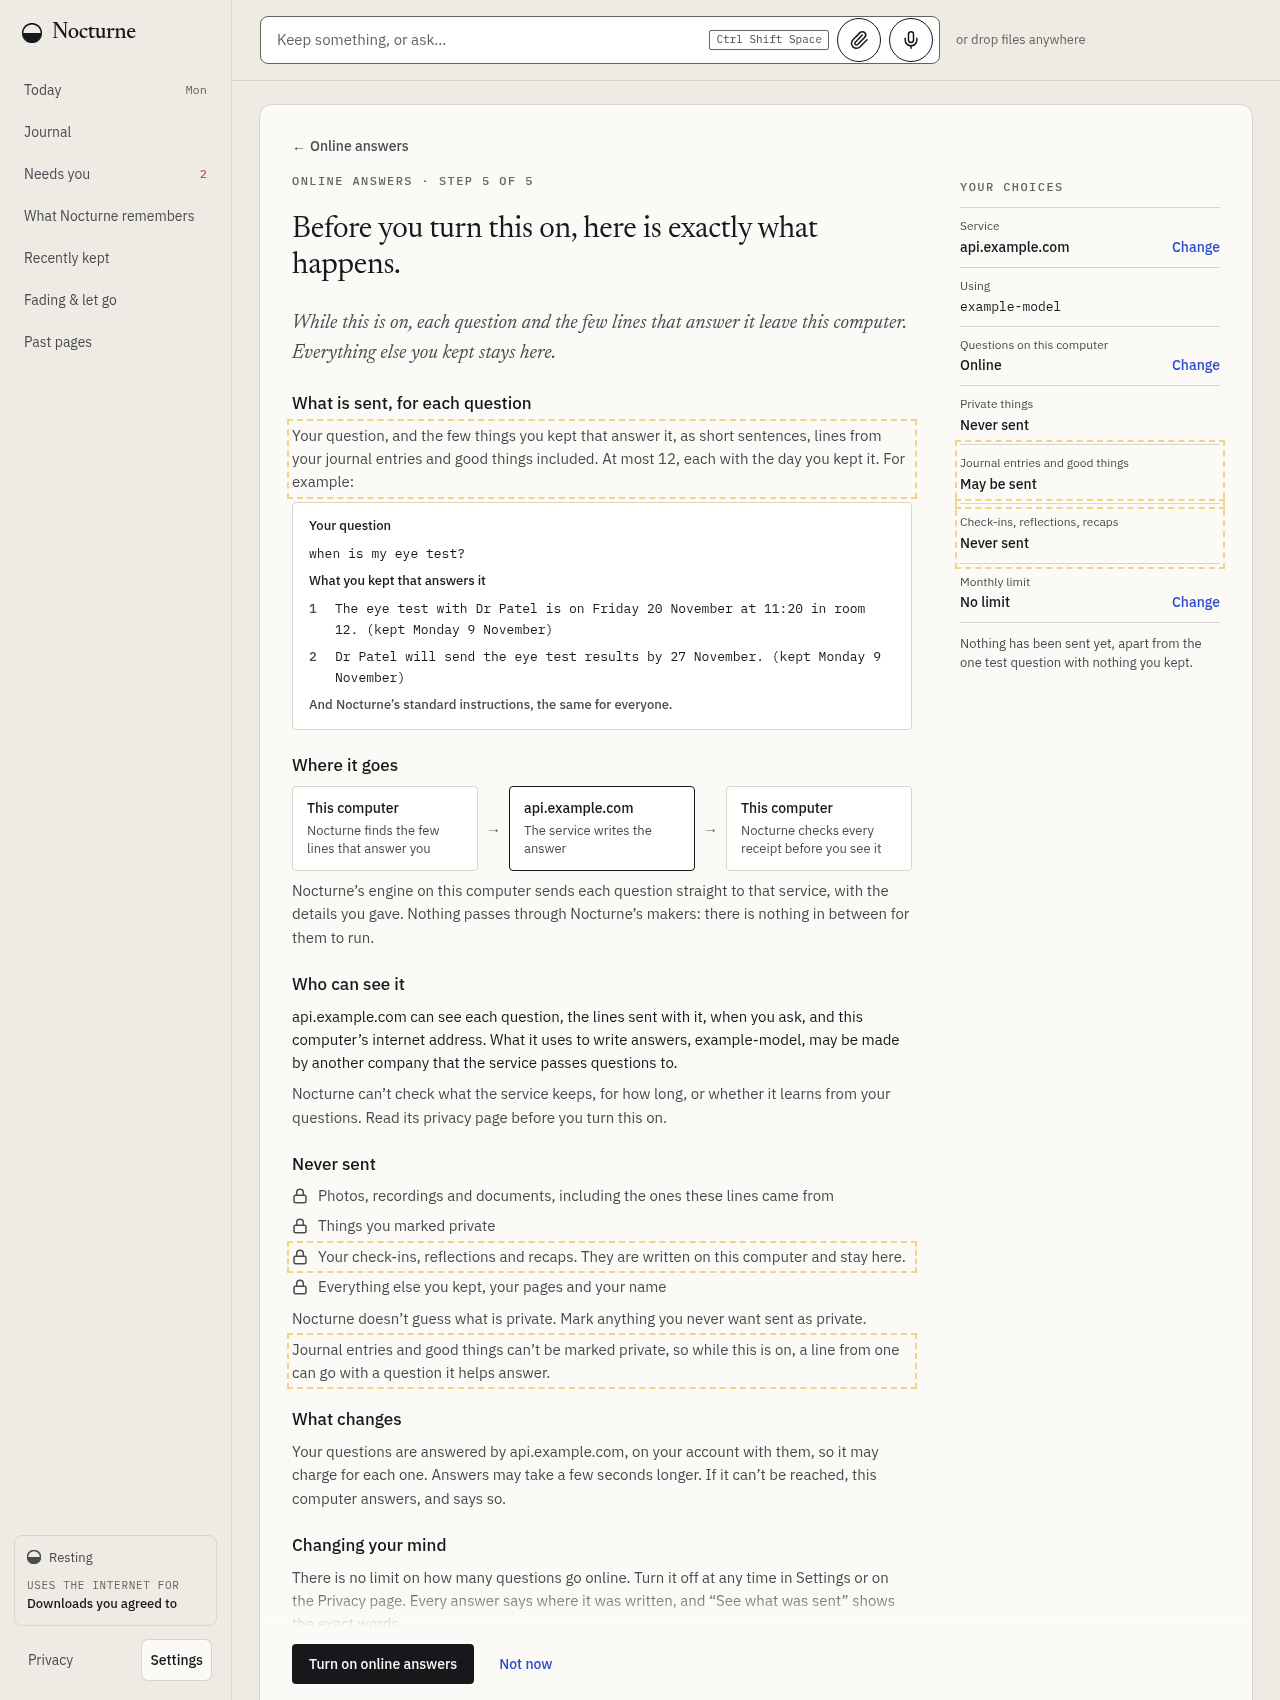 Nocturne
Today
Mon
Journal
Needs you
2
What Nocturne remembers
Recently kept
Fading & let go
Past pages
Resting
USES THE INTERNET FOR
Downloads you agreed to
Privacy
Settings
Keep something, or ask…
Ctrl Shift Space
or drop files anywhere
← Online answers
ONLINE ANSWERS · STEP 5 OF 5
Before you turn this on, here is exactly what
happens.
While this is on, each question and the few lines that answer it leave this computer.
Everything else you kept stays here.
What is sent, for each question
Your question, and the few things you kept that answer it, as short sentences, lines from
your journal entries and good things included. At most 12, each with the day you kept it. For
example:
Your question
when is my eye test?
What you kept that answers it
1 The eye test with Dr Patel is on Friday 20 November at 11:20 in room
12. (kept Monday 9 November)
2 Dr Patel will send the eye test results by 27 November. (kept Monday 9
November)
And Nocturne’s standard instructions, the same for everyone.
Where it goes
This computer
Nocturne finds the few
lines that answer you
→
api.example.com
The service writes the
answer
→
This computer
Nocturne checks every
receipt before you see it
Nocturne’s engine on this computer sends each question straight to that service, with the
details you gave. Nothing passes through Nocturne’s makers: there is nothing in between for
them to run.
Who can see it
api.example.com can see each question, the lines sent with it, when you ask, and this
computer’s internet address. What it uses to write answers, example-model, may be made
by another company that the service passes questions to.
Nocturne can’t check what the service keeps, for how long, or whether it learns from your
questions. Read its privacy page before you turn this on.
Never sent
Photos, recordings and documents, including the ones these lines came from
Things you marked private
Your check-ins, reflections and recaps. They are written on this computer and stay here.
Everything else you kept, your pages and your name
Nocturne doesn’t guess what is private. Mark anything you never want sent as private.
Journal entries and good things can’t be marked private, so while this is on, a line from one
can go with a question it helps answer.
What changes
Your questions are answered by api.example.com, on your account with them, so it may
charge for each one. Answers may take a few seconds longer. If it can’t be reached, this
computer answers, and says so.
Changing your mind
There is no limit on how many questions go online. Turn it off at any time in Settings or on
the Privacy page. Every answer says where it was written, and “See what was sent” shows
the exact words.
Turn on online answers
Not now
YOUR CHOICES
Service
api.example.com
Change
Using
example-model
Questions on this computer
Online
Change
Private things
Never sent
Journal entries and good things
May be sent
Check-ins, reflections, recaps
Never sent
Monthly limit
No limit
Change
Nothing has been sent yet, apart from the
one test question with nothing you kept.